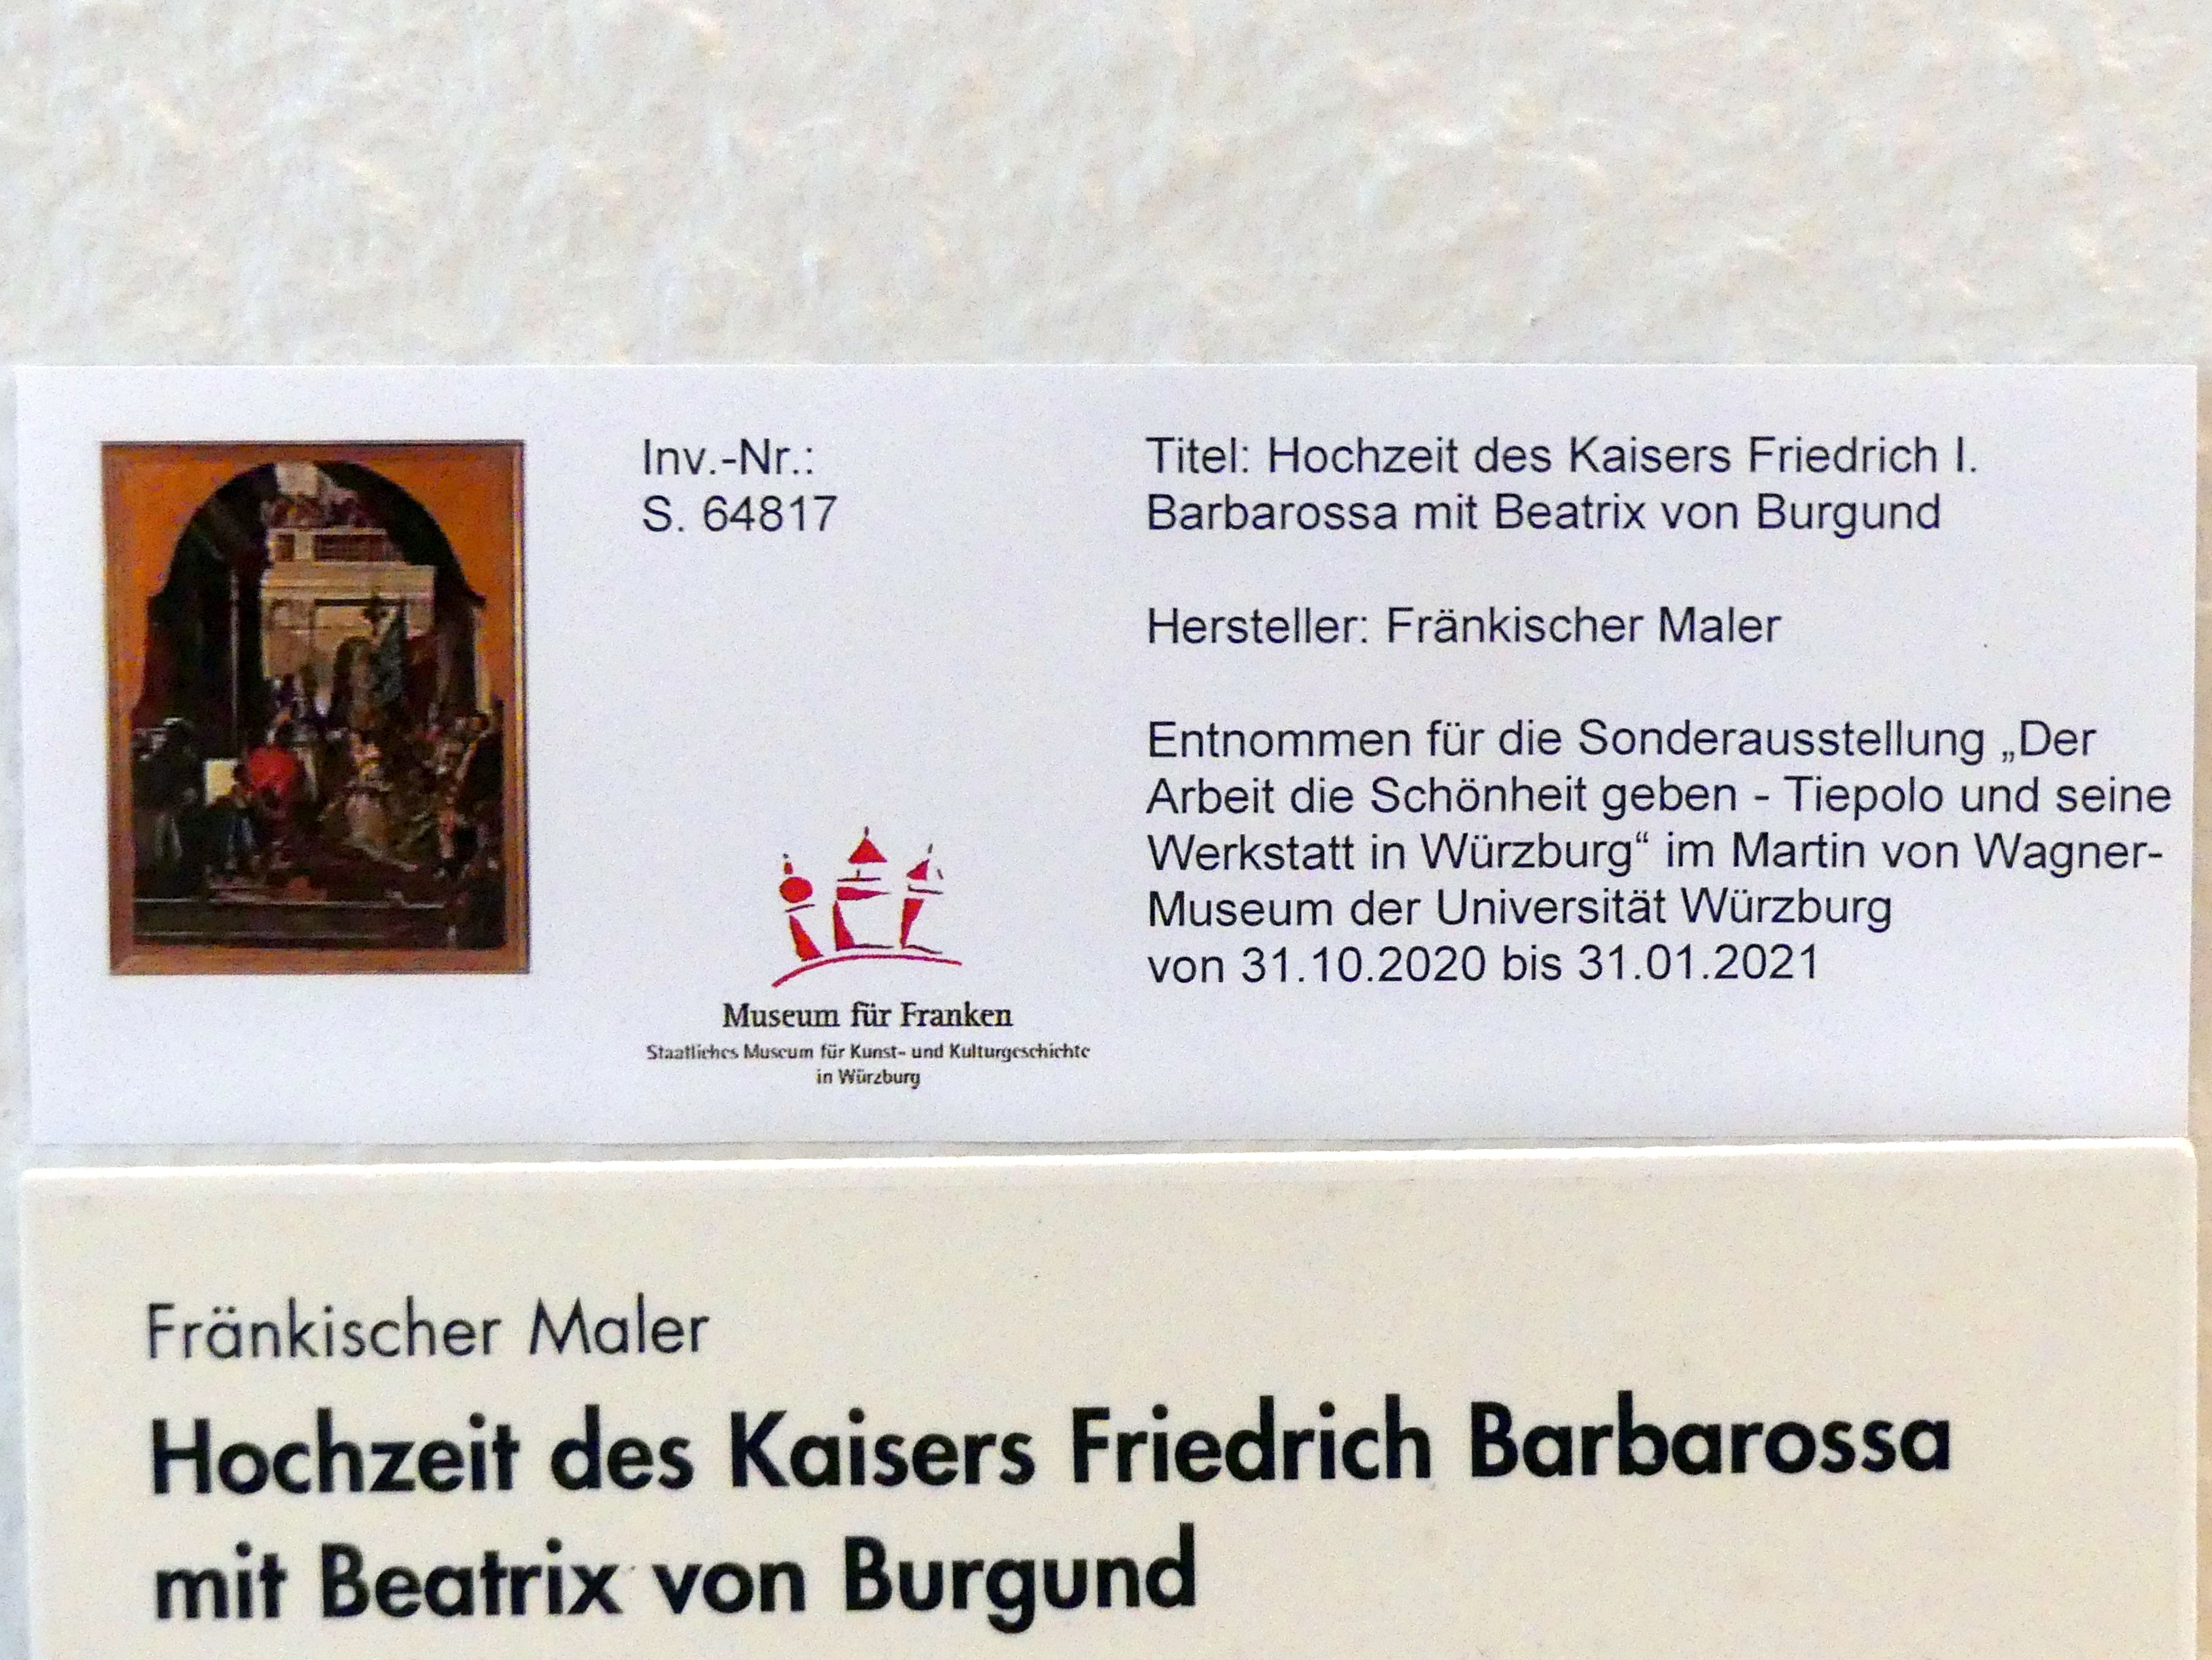 Inv.-Nr.:
S. 64817
Titel: Hochzeit des Kaisers Friedrich I.
Barbarossa mit Beatrix von Burgund
Hersteller: Fränkischer Maler
Entnommen für die Sonderausstellung „Der
Arbeit die Schönheit geben - Tiepolo und seine
Werkstatt in Würzburg“ im Martin von Wagner-
Museum der Universität Würzburg
von 31.10.2020 bis 31.01.2021
Museum für Franken
Staatliches Museum für Kunst- und Kulturgeschichte
in Würzburg
Fränkischer Maler
Hochzeit des Kaisers Friedrich Barbarossa
mit Beatrix von Burgund